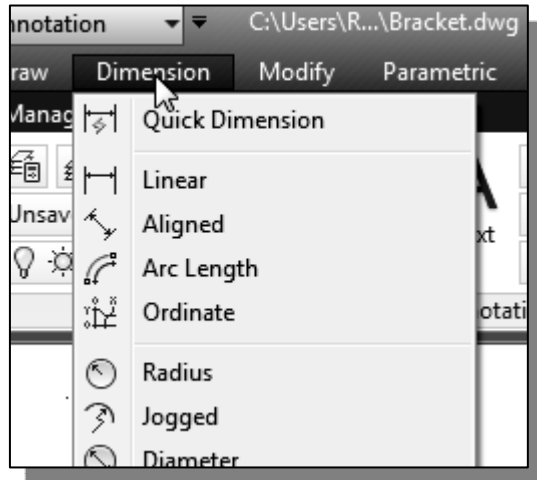 nnotation C:\Users\R...\Bracket.dwg
raw Dimension Modify Parametric
Manag
Quick Dimension
Linear
Unsav
Aligned
xt
Arc Length
Ordinate
otati
Radius
Jogged
Diameter